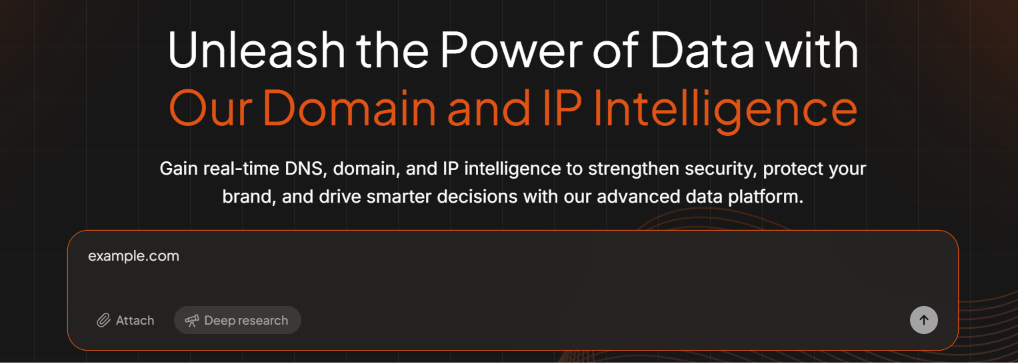 Unleash the Power of Data with
Our Domain and IP Intelligence
Gain real-time DNS, domain, and IP intelligence to strengthen security, protect your
brand, and drive smarter decisions with our advanced data platform.
example.com
Attach
Deep research